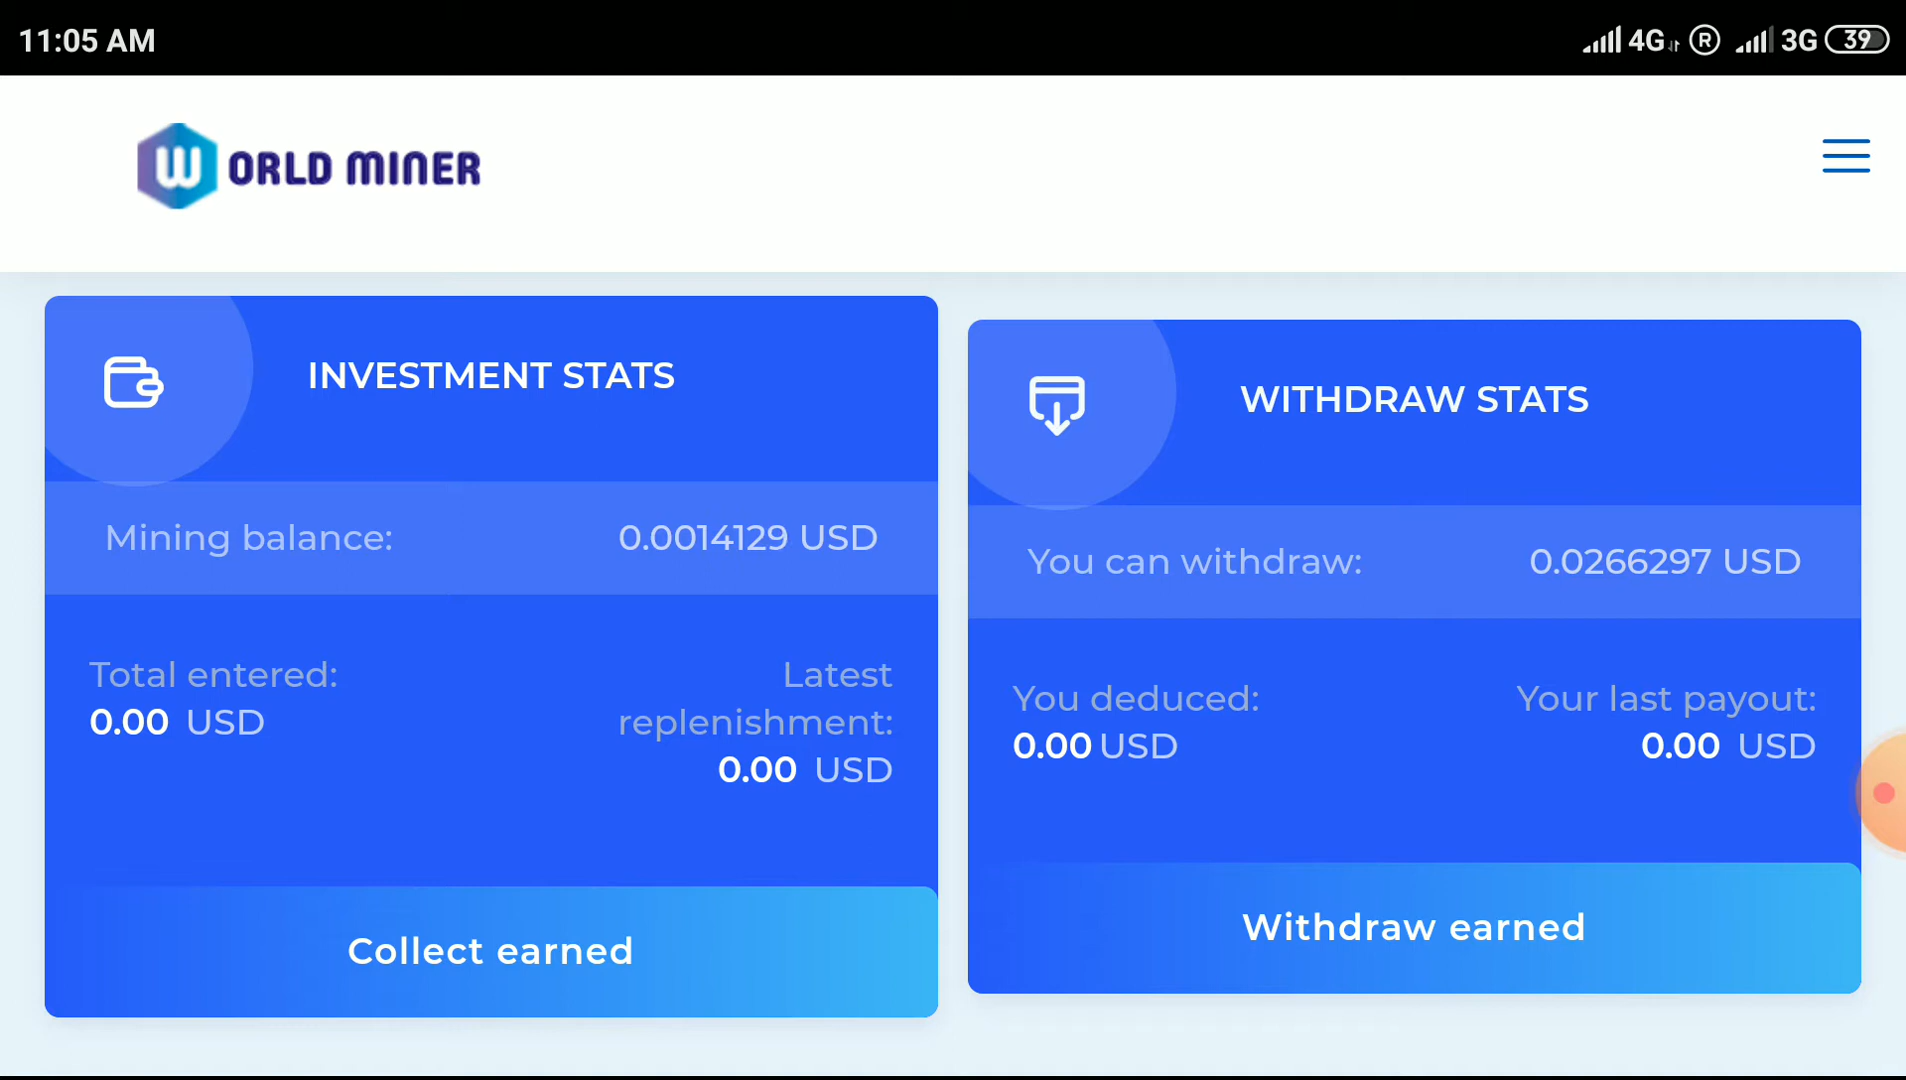 11:05 AM
4G R 3G 39
WORLD MINER
INVESTMENT STATS
Mining balance: 0.0014129 USD
Total entered:
0.00 USD
Latest
replenishment:
0.00 USD
Collect earned
WITHDRAW STATS
You can withdraw: 0.0266297 USD
You deduced:
0.00 USD
Your last payout:
0.00 USD
Withdraw earned